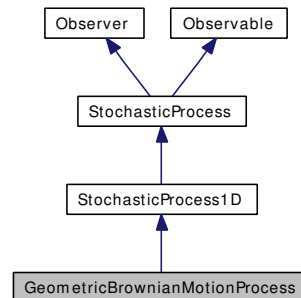 Observer
Observable
StochasticProcess
StochasticProcess1D
GeometricBrownianMotionProcess